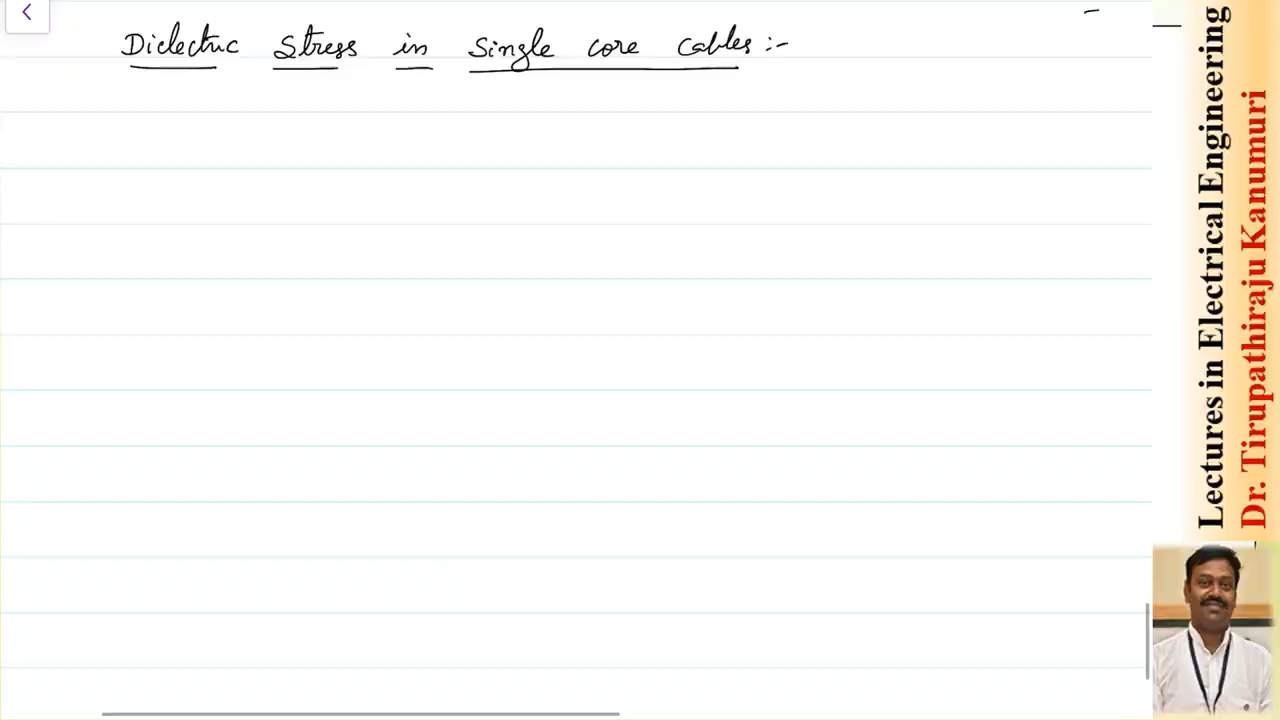 Dielectric Stress in Single core cables :-
Lectures in Electrical Engineering
Dr. Tirupathiraju Kanumuri